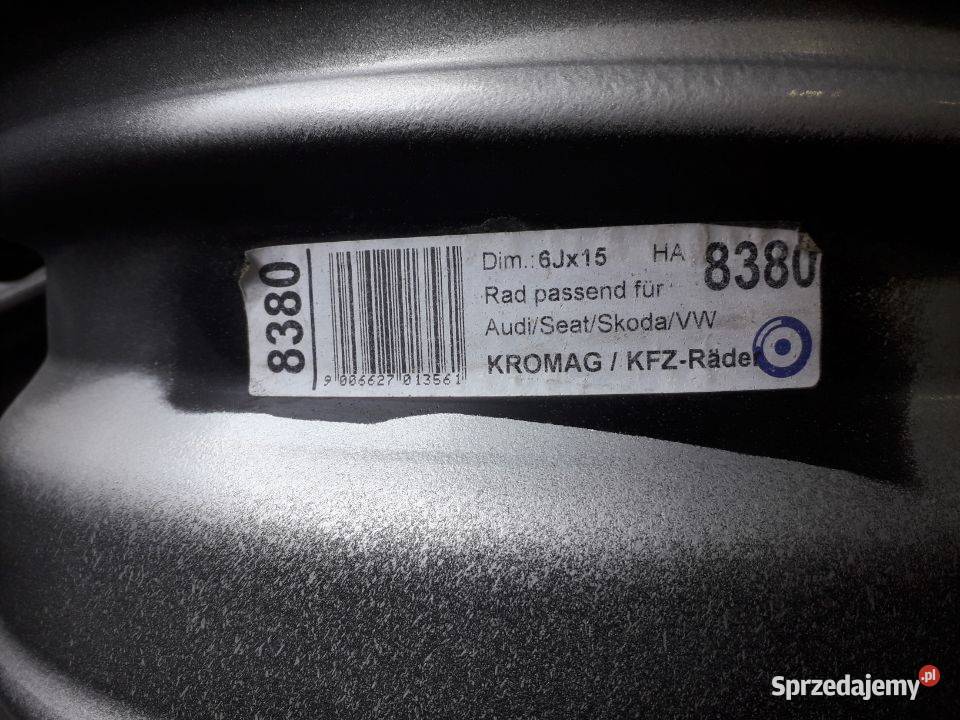 8380
9 006627 013561
Dim.: 6Jx15 HA 8380
Rad passend für
Audi/Seat/Skoda/VW
KROMAG / KFZ-Räder
Sprzedajemy.pl